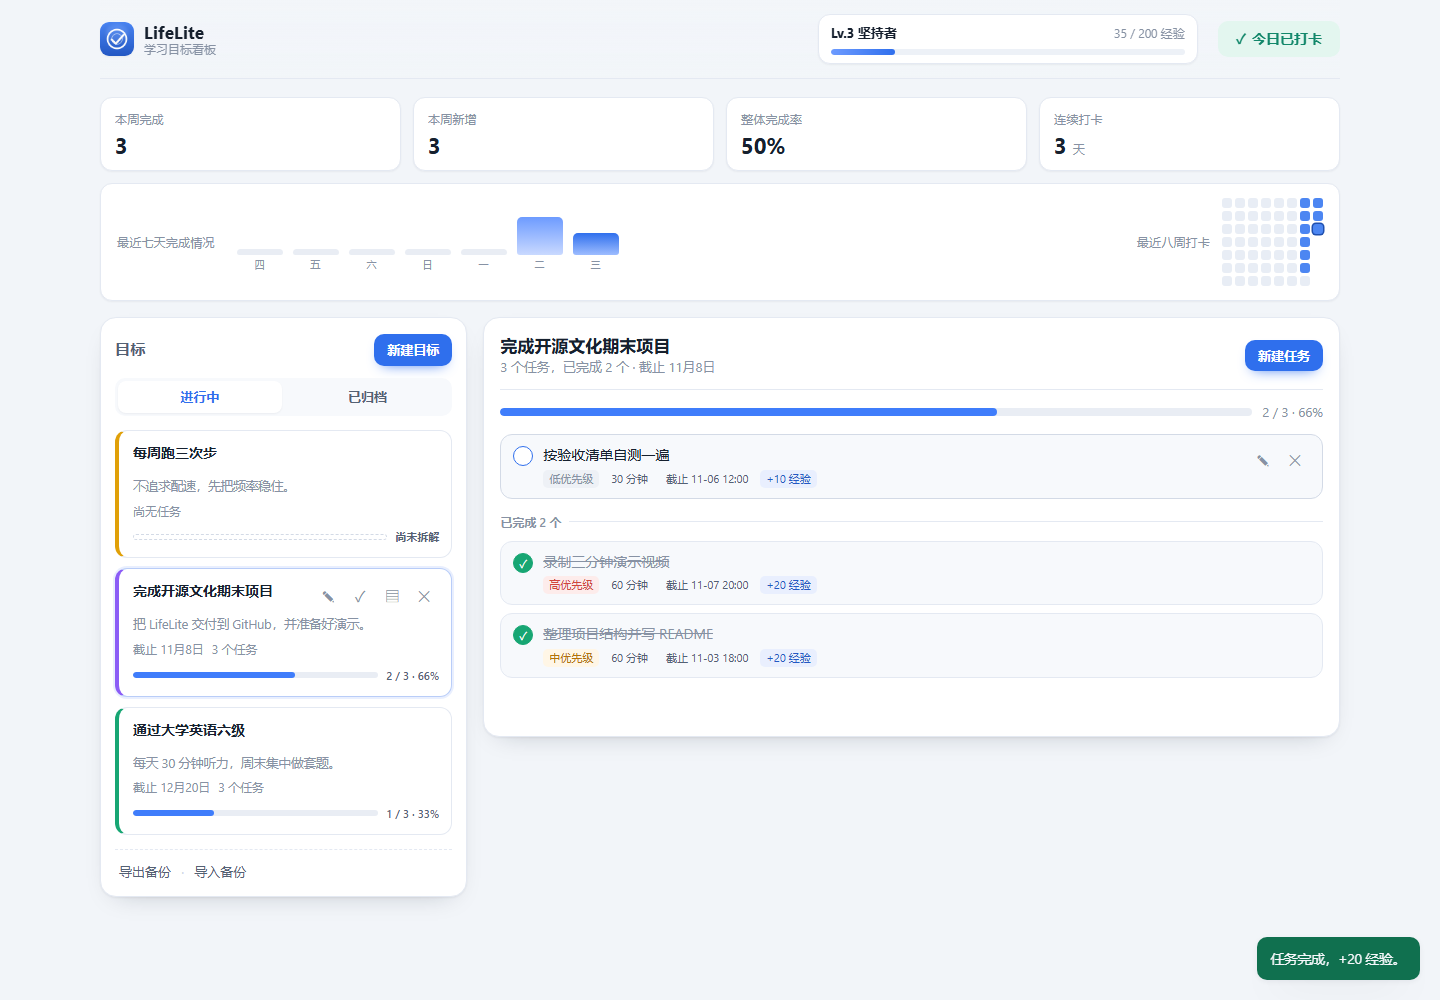 LifeLite
学习目标看板
Lv.3 坚持者
35 / 200 经验
✓ 今日已打卡
本周完成
3
本周新增
3
整体完成率
50%
连续打卡
3 天
最近七天完成情况
四 五 六 日 一 二 三
最近八周打卡
目标
新建目标
进行中
已归档
每周跑三次步
不追求配速，先把频率稳住。
尚无任务
尚未拆解
完成开源文化期末项目
把 LifeLite 交付到 GitHub，并准备好演示。
截止 11月8日 3 个任务
2 / 3 · 66%
通过大学英语六级
每天 30 分钟听力，周末集中做套题。
截止 12月20日 3 个任务
1 / 3 · 33%
导出备份 · 导入备份
完成开源文化期末项目
3 个任务，已完成 2 个 · 截止 11月8日
新建任务
2 / 3 · 66%
按验收清单自测一遍
低优先级 30 分钟 截止 11-06 12:00 +10 经验
已完成 2 个
录制三分钟演示视频
高优先级 60 分钟 截止 11-07 20:00 +20 经验
整理项目结构并写 README
中优先级 60 分钟 截止 11-03 18:00 +20 经验
任务完成，+20 经验。